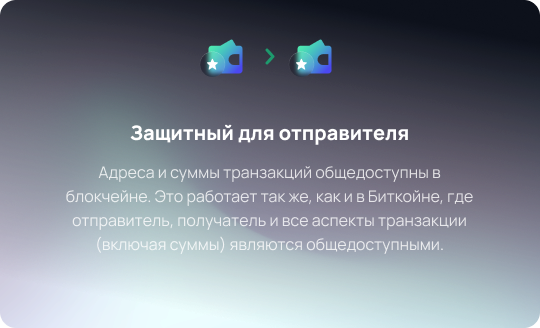 Защитный для отправителя
Адреса и суммы транзакций общедоступны в
блокчейне. Это работает так же, как и в Биткойне, где
отправитель, получатель и все аспекты транзакции
(включая суммы) являются общедоступными.